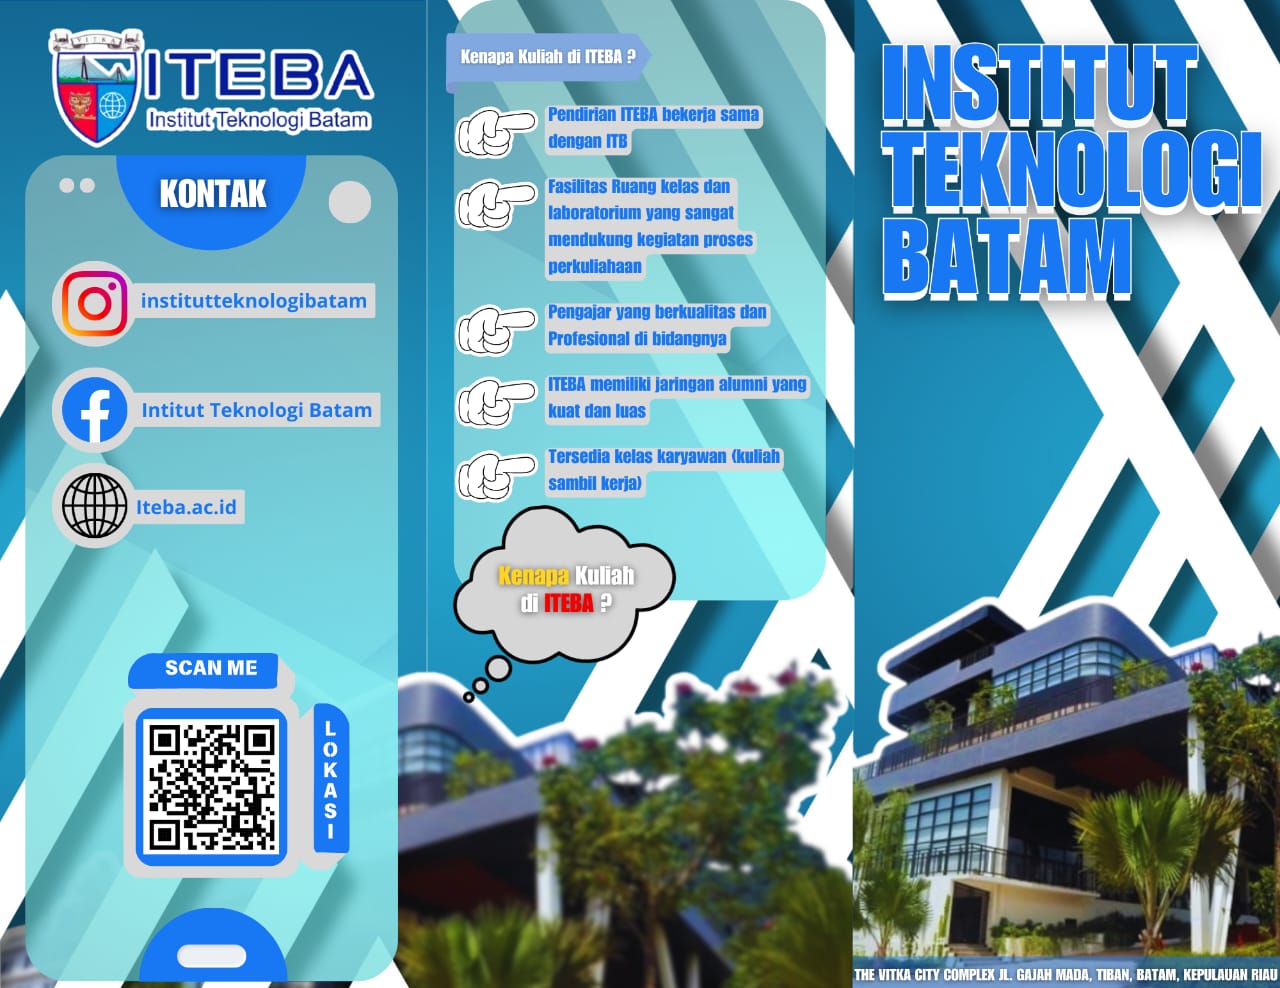 VITKA
ITEBA
Institut Teknologi Batam
KONTAK
institutteknologibatam
Intitut Teknologi Batam
Iteba.ac.id
SCAN ME
LOKASI
Kenapa Kuliah di ITEBA ?
Pendirian ITEBA bekerja sama
dengan ITB
Fasilitas Ruang kelas dan
laboratorium yang sangat
mendukung kegiatan proses
perkuliahaan
Pengajar yang berkualitas dan
Profesional di bidangnya
ITEBA memiliki jaringan alumni yang
kuat dan luas
Tersedia kelas karyawan (kuliah
sambil kerja)
Kenapa Kuliah
di ITEBA ?
INSTITUT
TEKNOLOGI
BATAM
THE VITKA CITY COMPLEX JL. GAJAH MADA, TIBAN, BATAM, KEPULAUAN RIAU